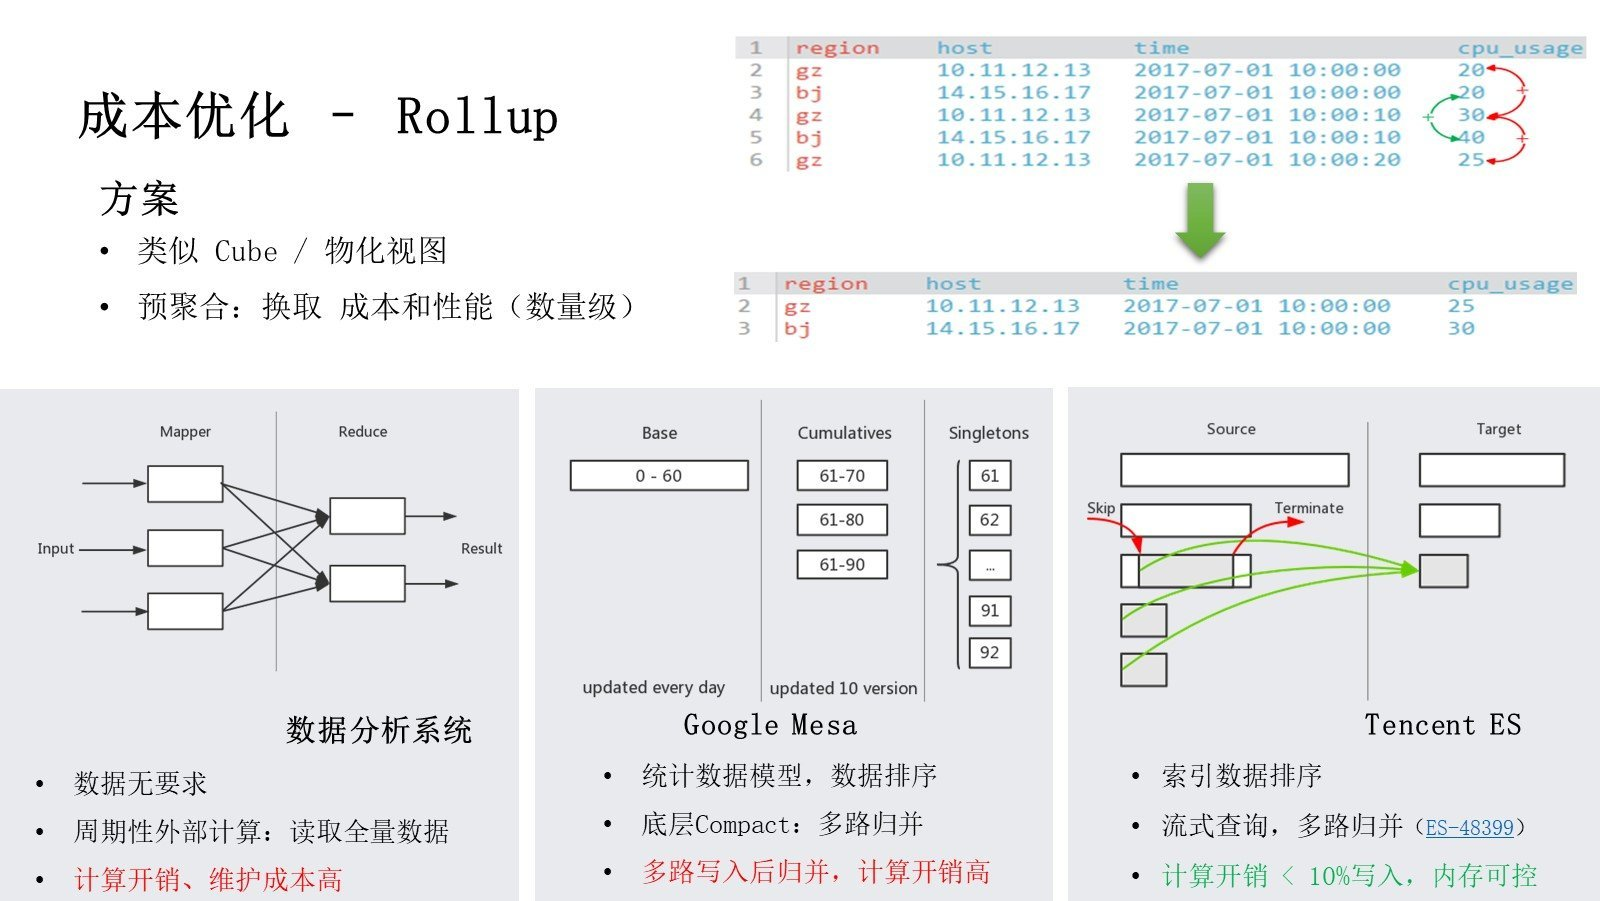 成本优化 - Rollup
方案
• 类似 Cube / 物化视图
• 预聚合：换取 成本和性能（数量级）
1 region host time cpu_usage
2 gz 10.11.12.13 2017-07-01 10:00:00 20
3 bj 14.15.16.17 2017-07-01 10:00:00 20
4 gz 10.11.12.13 2017-07-01 10:00:10 30
5 bj 14.15.16.17 2017-07-01 10:00:10 40
6 gz 10.11.12.13 2017-07-01 10:00:20 25
+
+
+
1 region host time cpu_usage
2 gz 10.11.12.13 2017-07-01 10:00:00 25
3 bj 14.15.16.17 2017-07-01 10:00:00 30
Mapper Reduce
Input
Result
数据分析系统
• 数据无要求
• 周期性外部计算：读取全量数据
• 计算开销、维护成本高
Base Cumulatives Singletons
0 - 60 61-70 61
61-80 62
61-90 ...
91
92
updated every day updated 10 version
Google Mesa
• 统计数据模型，数据排序
• 底层Compact：多路归并
• 多路写入后归并，计算开销高
Source Target
Skip Terminate
Tencent ES
• 索引数据排序
• 流式查询，多路归并（ES-48399）
• 计算开销 < 10%写入，内存可控